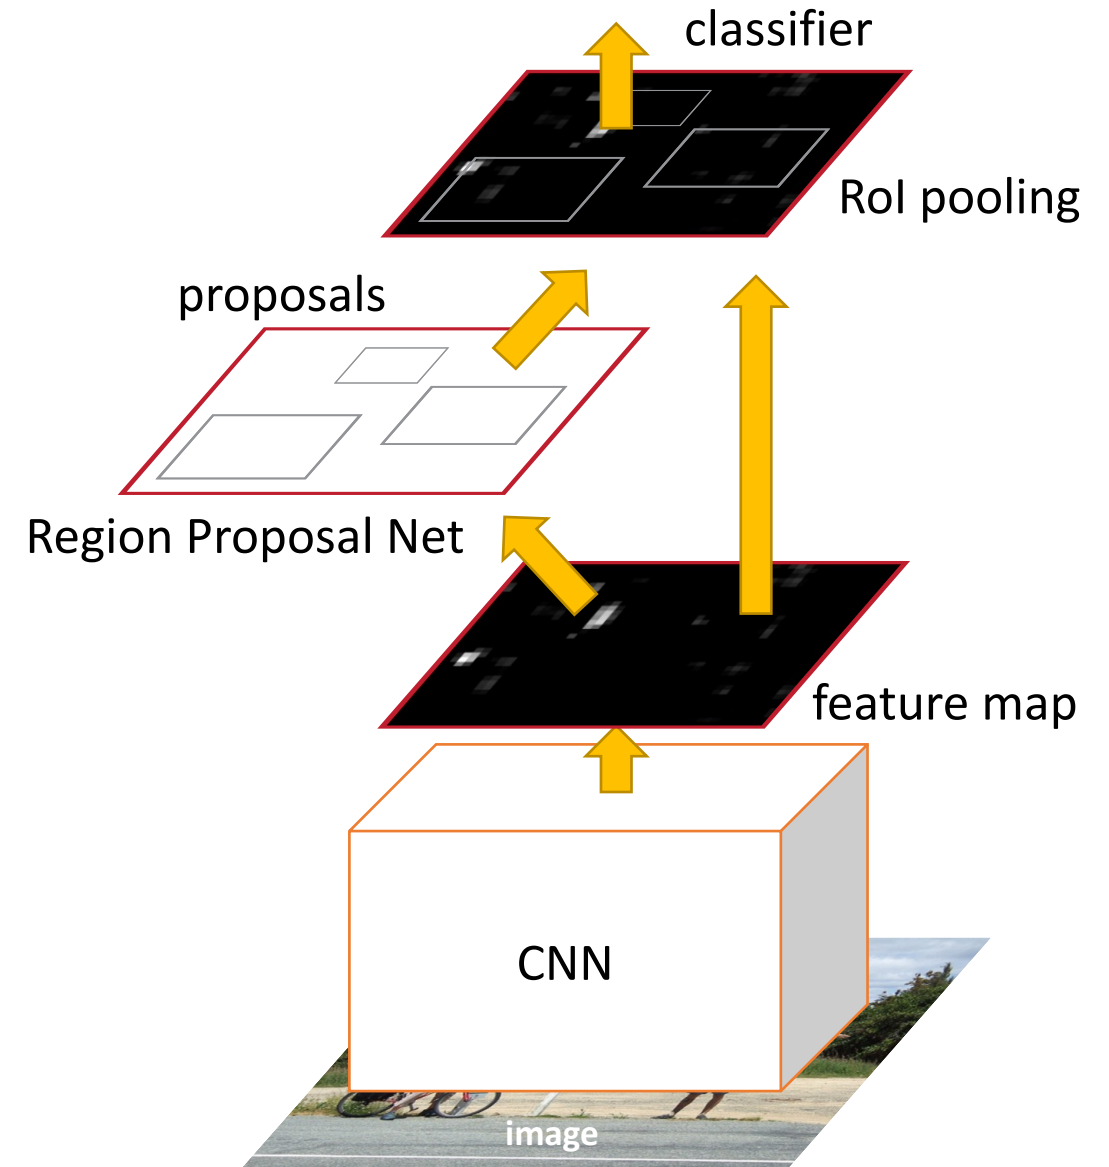 classifier
RoI pooling
proposals
Region Proposal Net
feature map
CNN
image